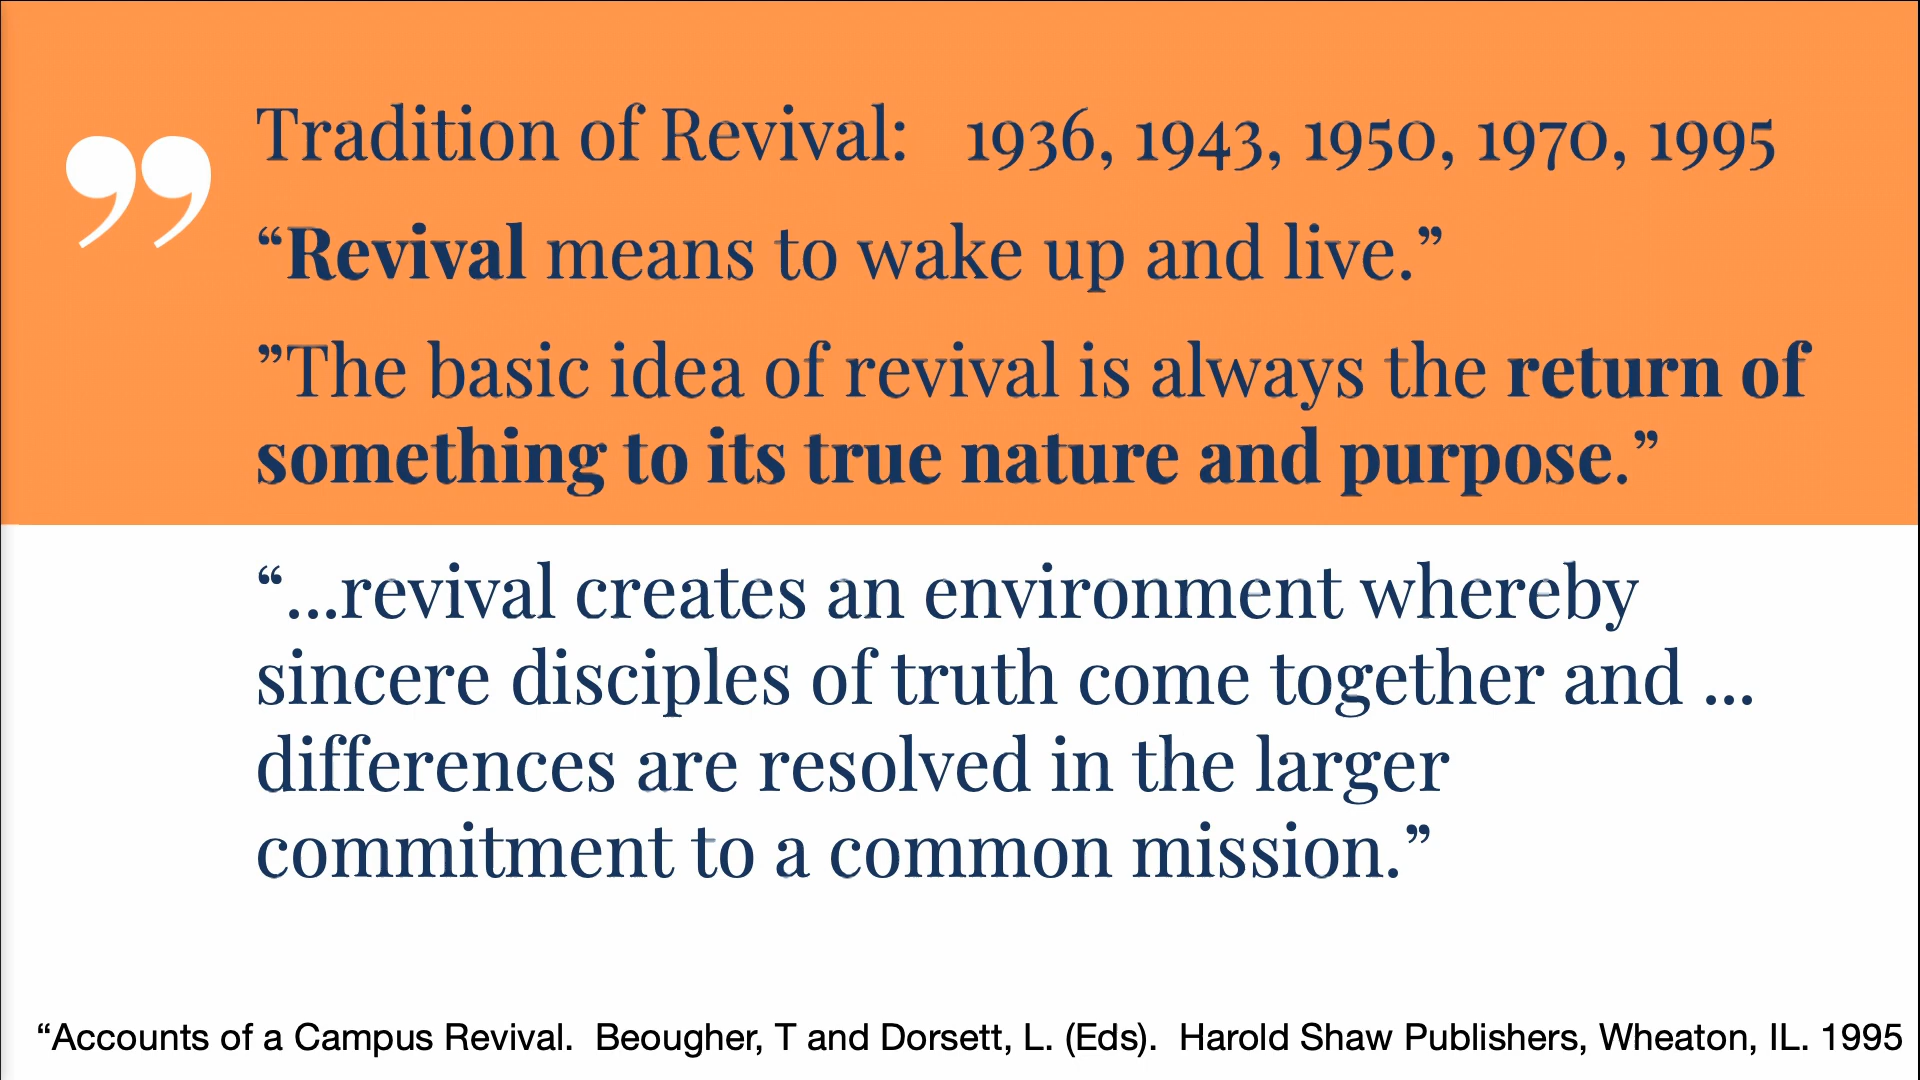 ”
Tradition of Revival: 1936, 1943, 1950, 1970, 1995
“Revival means to wake up and live.”
”The basic idea of revival is always the return of
something to its true nature and purpose.”
“...revival creates an environment whereby
sincere disciples of truth come together and ...
differences are resolved in the larger
commitment to a common mission.”
“Accounts of a Campus Revival. Beougher, T and Dorsett, L. (Eds). Harold Shaw Publishers, Wheaton, IL. 1995